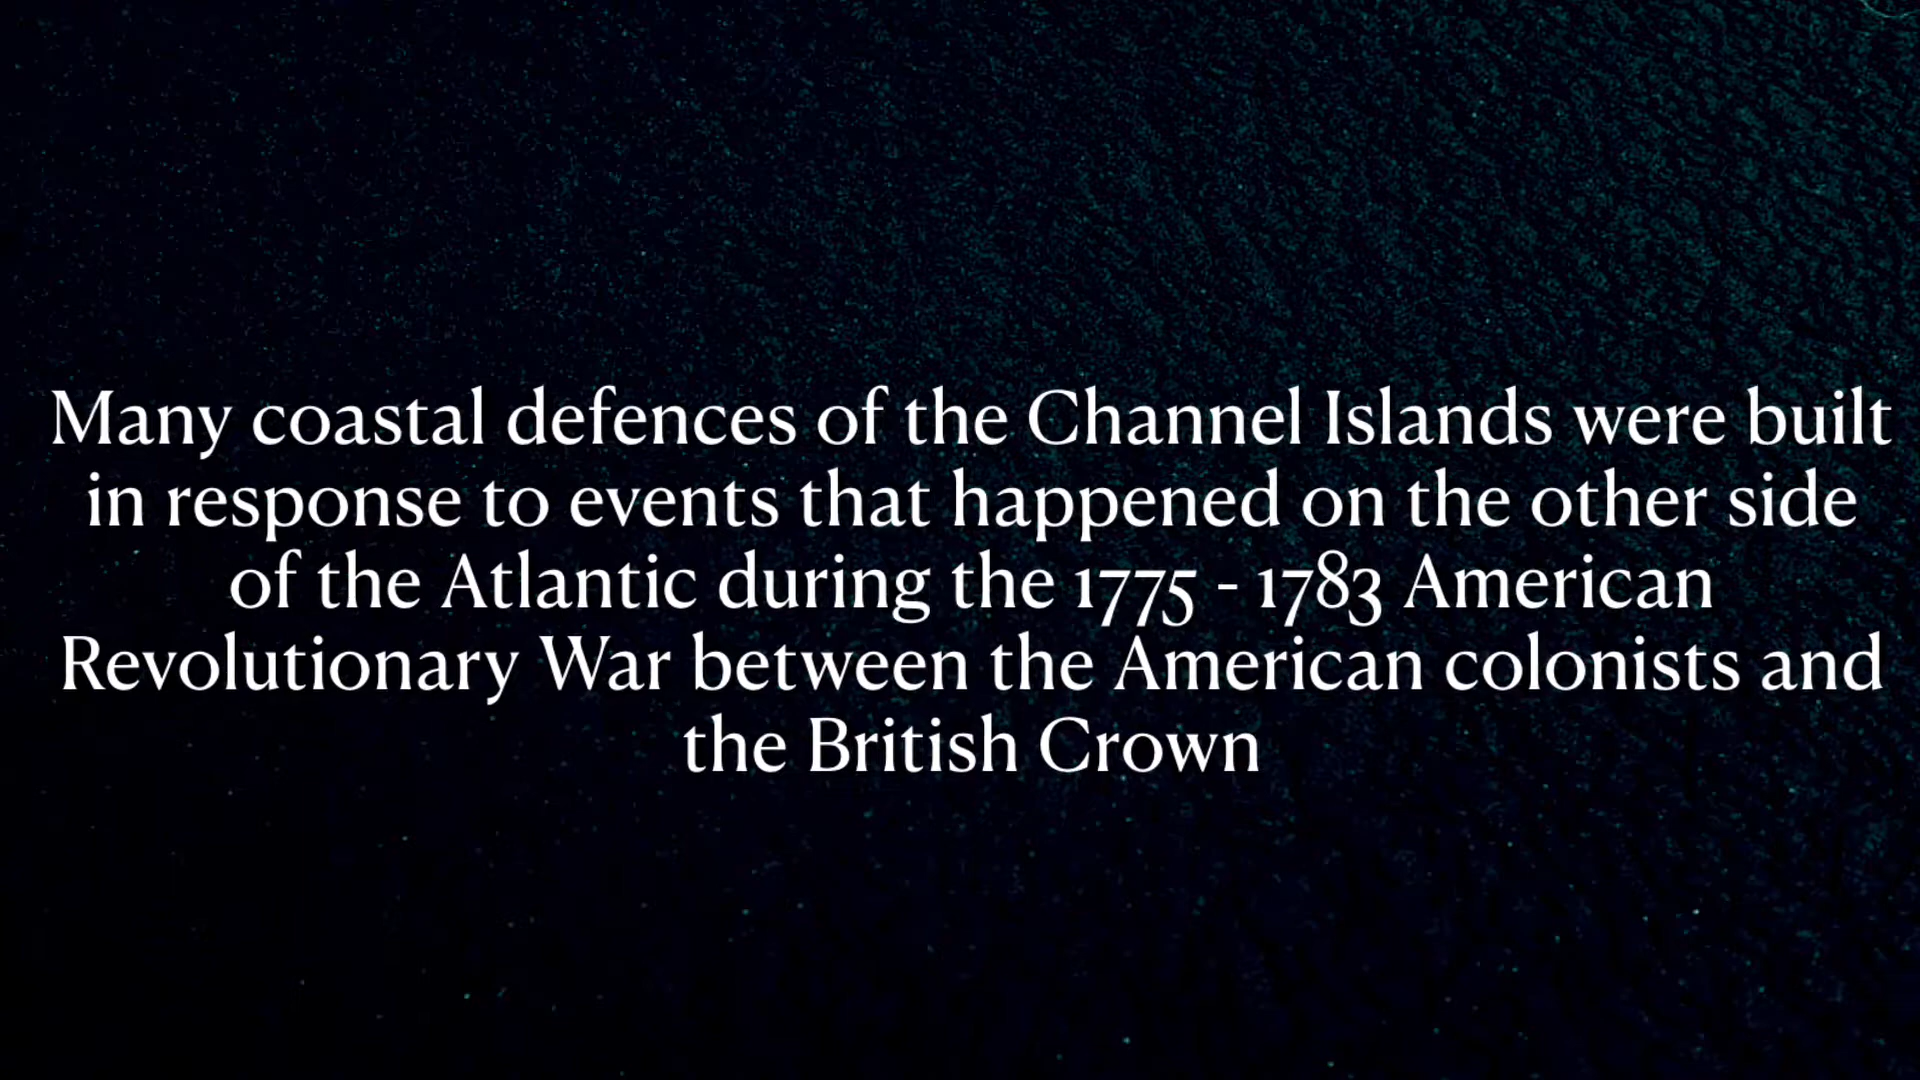 Many coastal defences of the Channel Islands were built
in response to events that happened on the other side
of the Atlantic during the 1775 - 1783 American
Revolutionary War between the American colonists and
the British Crown